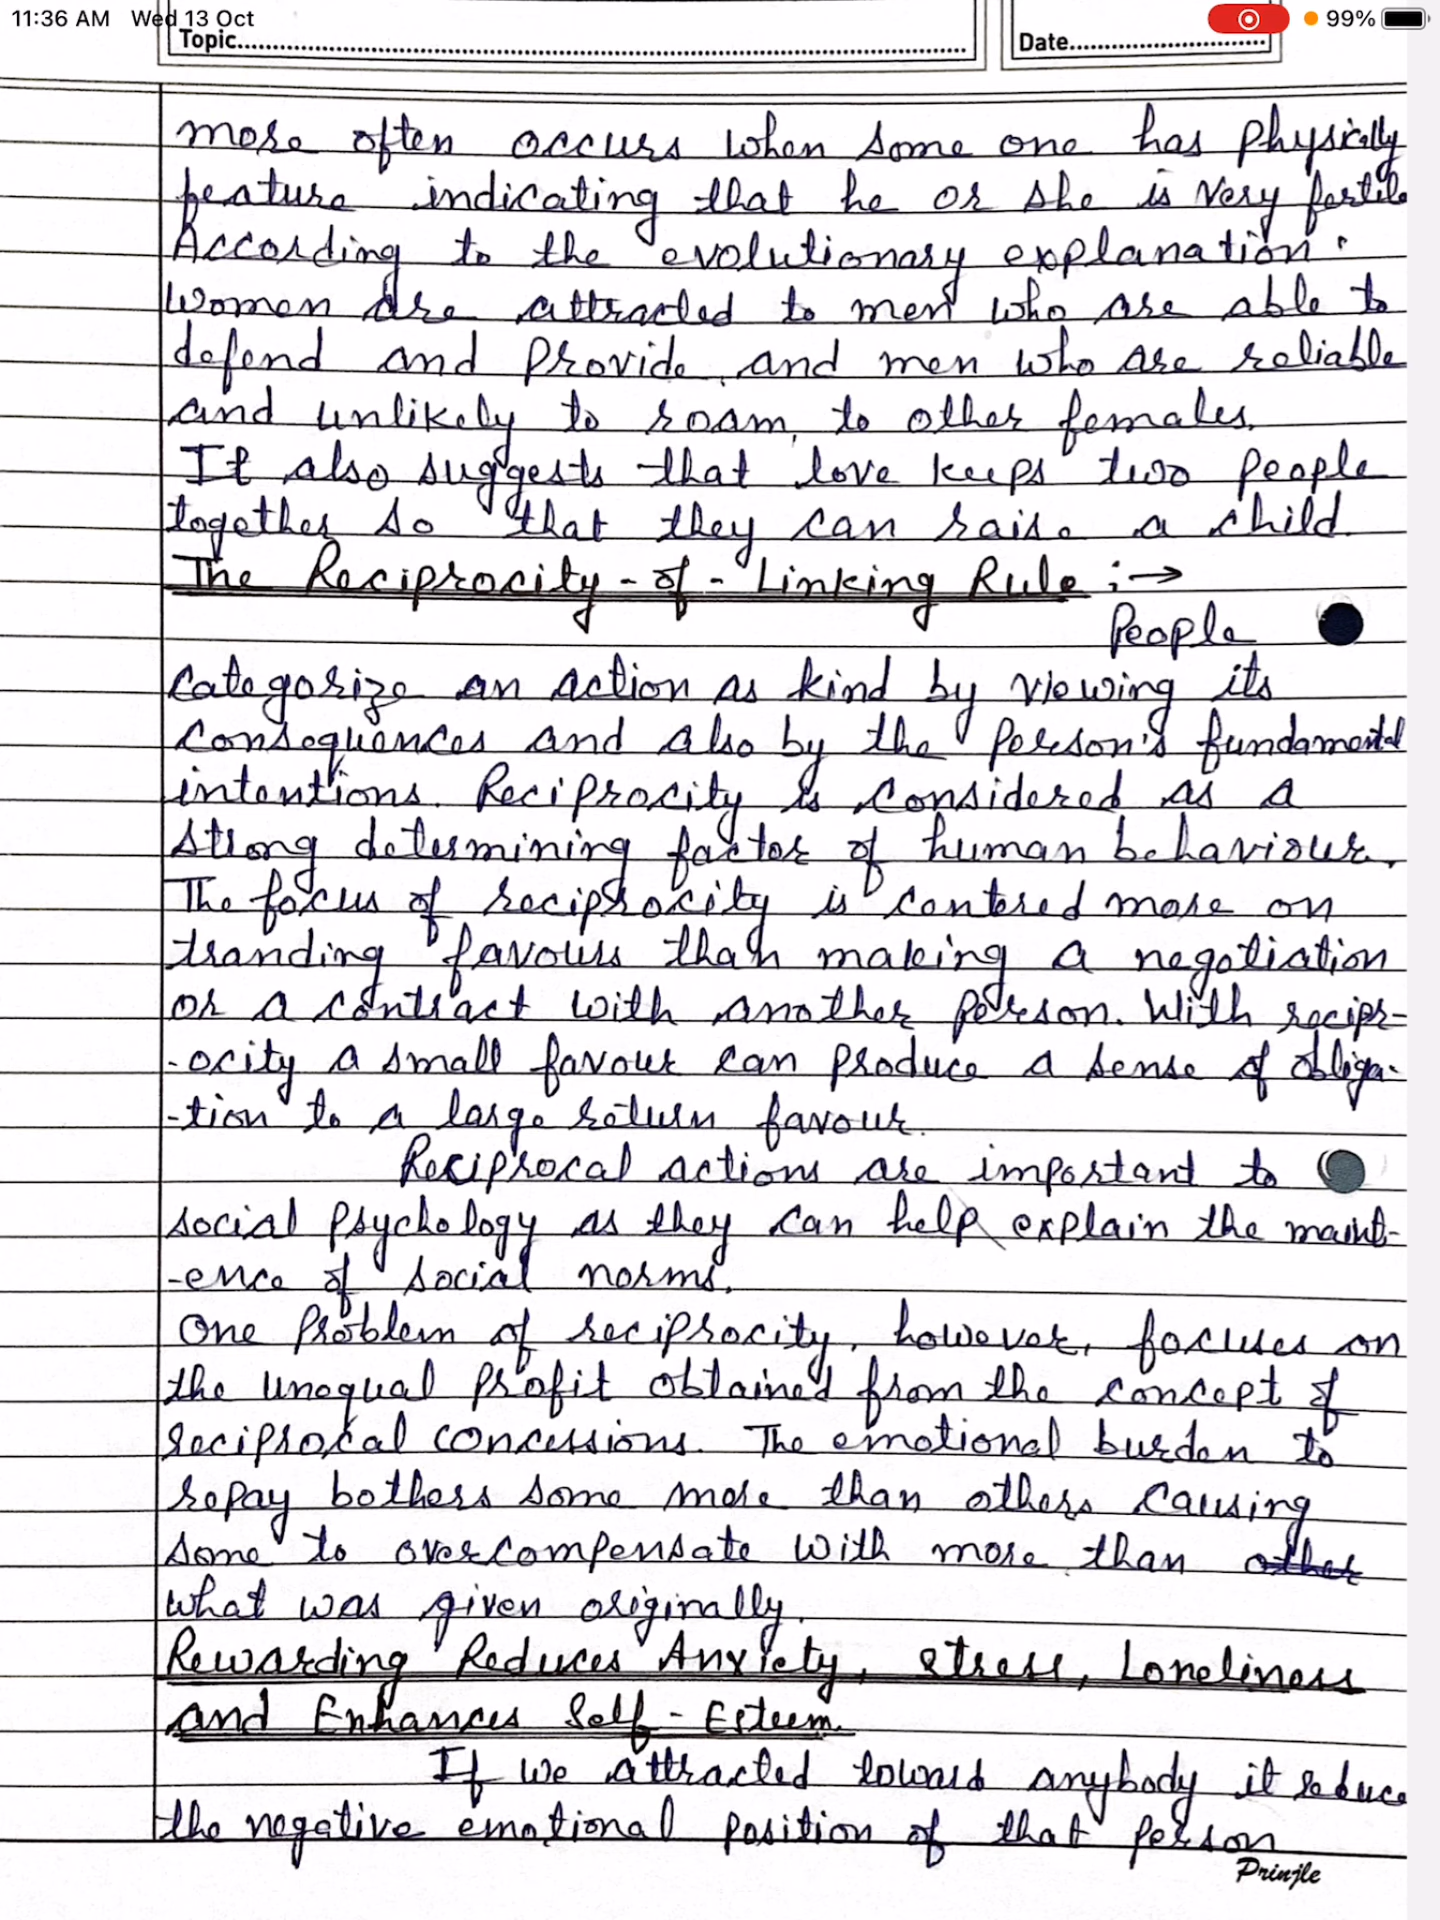 11:36 AM Wed 13 Oct 99%
Topic Date
more often occurs when some one has physically
feature indicating that he or she is very fertile
According to the evolutionary explanation.
Women are attracted to men who are able to
defend and provide, and men who are reliable
and unlikely to roam, to other females.
It also suggests that love keeps two people
together so that they can raise a child.
The Reciprocity-of-Linking Rule :→
People
categorize an action as kind by viewing its
consequences and also by the person's fundamental
intentions. Reciprocity is considered as a
strong determining factor of human behaviour.
The focus of reciprocity is centered more on
tranding favours than making a negotiation
or a contract with another person. With recipr-
-ocity a small favour can produce a sense of obliga-
-tion to a large return favour.
Reciprocal actions are important to
social psychology as they can help explain the maint-
-ence of social norms.
One problem of reciprocity, however, focuses on
the unequal profit obtained from the concept of
reciprocal concessions. The emotional burden to
repay bothers some more than others causing
some to overcompensate with more than other
what was given originally.
Rewarding Reduces Anxiety, Stress, Loneliness
and Enhances Self-Esteem.
If we attracted toward anybody it reduce
the negative emotional position of that person
Prinjle